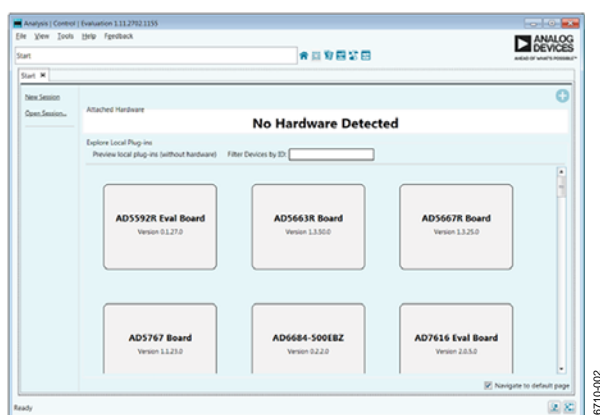 Analysis | Control | Evaluation 1.11.2702.1155
File View Tools Help Feedback
Start
ANALOG
DEVICES
AHEAD OF WHAT'S POSSIBLE™
Start
New Session
Open Session...
Attached Hardware
No Hardware Detected
Explore Local Plug-ins
Preview local plug-ins (without hardware) Filter Devices by ID:
AD5592R Eval Board
Version 0.1.27.0
AD5663R Board
Version 1.3.50.0
AD5667R Board
Version 1.3.25.0
AD5767 Board
Version 1.1.23.0
AD6684-500EBZ
Version 0.2.2.0
AD7616 Eval Board
Version 2.0.5.0
Navigate to default page
Ready
6710-002